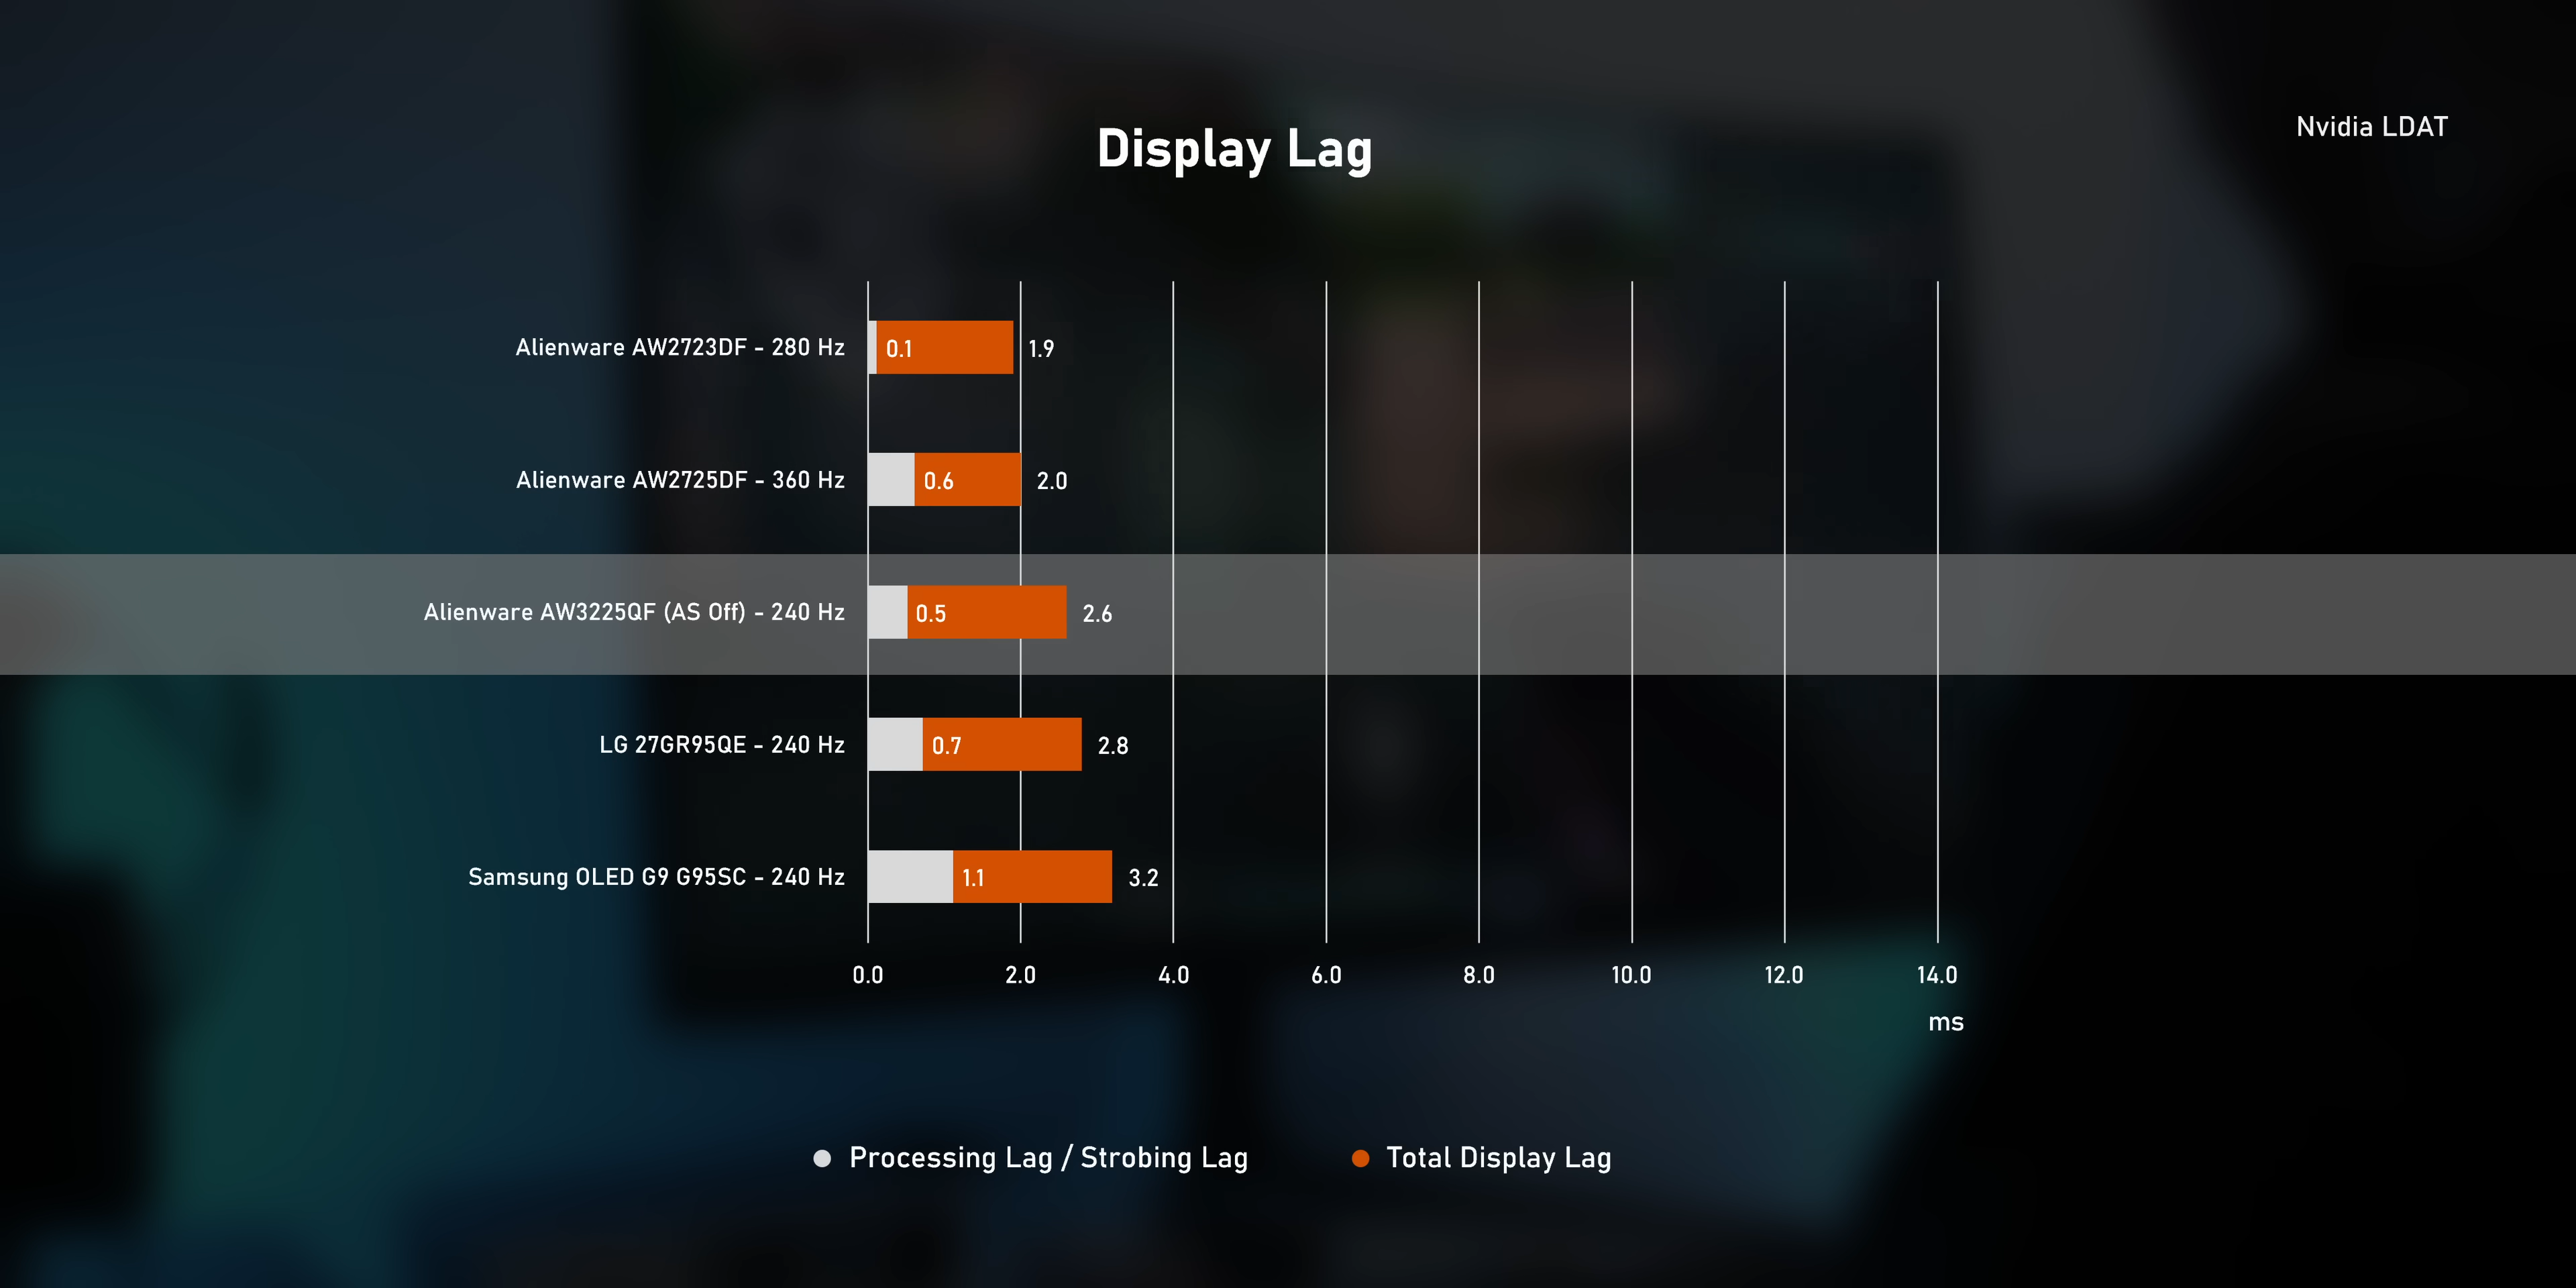 Display Lag
Nvidia LDAT
Alienware AW2723DF - 280 Hz 0.1 1.9
Alienware AW2725DF - 360 Hz 0.6 2.0
Alienware AW3225QF (AS Off) - 240 Hz 0.5 2.6
LG 27GR95QE - 240 Hz 0.7 2.8
Samsung OLED G9 G95SC - 240 Hz 1.1 3.2
0.0 2.0 4.0 6.0 8.0 10.0 12.0 14.0
ms
Processing Lag / Strobing Lag Total Display Lag